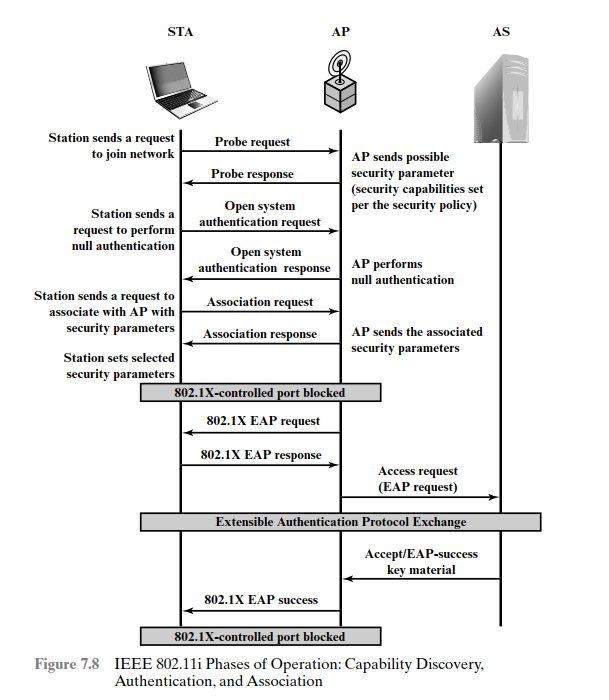 STA
AP
AS
Station sends a request
to join network
Probe request
AP sends possible
security parameter
(security capabilities set
per the security policy)
Probe response
Station sends a
request to perform
null authentication
Open system
authentication request
Open system
authentication response
AP performs
null authentication
Station sends a request to
associate with AP with
security parameters
Association request
Association response
AP sends the associated
security parameters
Station sets selected
security parameters
802.1X-controlled port blocked
802.1X EAP request
802.1X EAP response
Access request
(EAP request)
Extensible Authentication Protocol Exchange
Accept/EAP-success
key material
802.1X EAP success
802.1X-controlled port blocked
Figure 7.8 IEEE 802.11i Phases of Operation: Capability Discovery,
Authentication, and Association